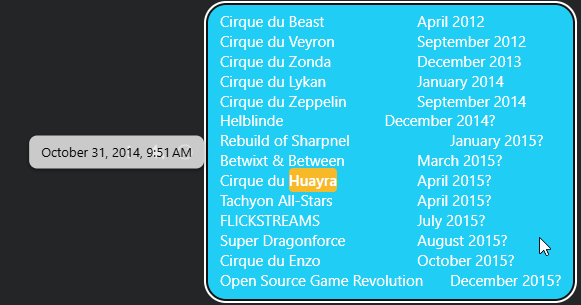 Cirque du Beast April 2012
Cirque du Veyron September 2012
Cirque du Zonda December 2013
Cirque du Lykan January 2014
Cirque du Zeppelin September 2014
Helblinde December 2014?
Rebuild of Sharpnel January 2015?
October 31, 2014, 9:51 AM
Betwixt & Between March 2015?
Cirque du Huayra April 2015?
Tachyon All-Stars April 2015?
FLICKSTREAMS July 2015?
Super Dragonforce August 2015?
Cirque du Enzo October 2015?
Open Source Game Revolution December 2015?